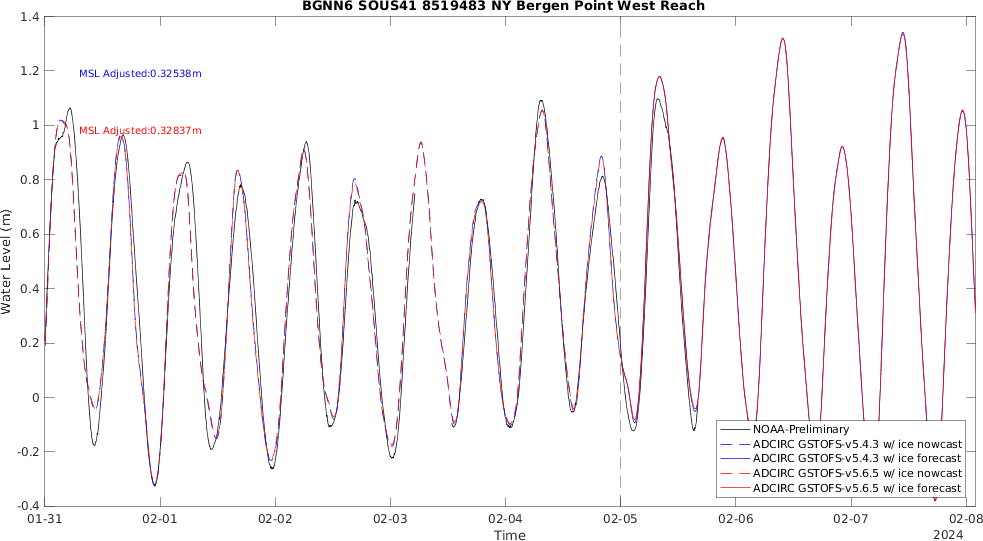 BGNN6 SOUS41 8519483 NY Bergen Point West Reach
1.4
1.2
1
0.8
0.6
0.4
0.2
0
-0.2
-0.4
Water Level (m)
MSL Adjusted:0.32538m
MSL Adjusted:0.32837m
NOAA-Preliminary
ADCIRC GSTOFS-v5.4.3 w/ ice nowcast
ADCIRC GSTOFS-v5.4.3 w/ ice forecast
ADCIRC GSTOFS-v5.6.5 w/ ice nowcast
ADCIRC GSTOFS-v5.6.5 w/ ice forecast
01-31 02-01 02-02 02-03 02-04 02-05 02-06 02-07 02-08
Time
2024